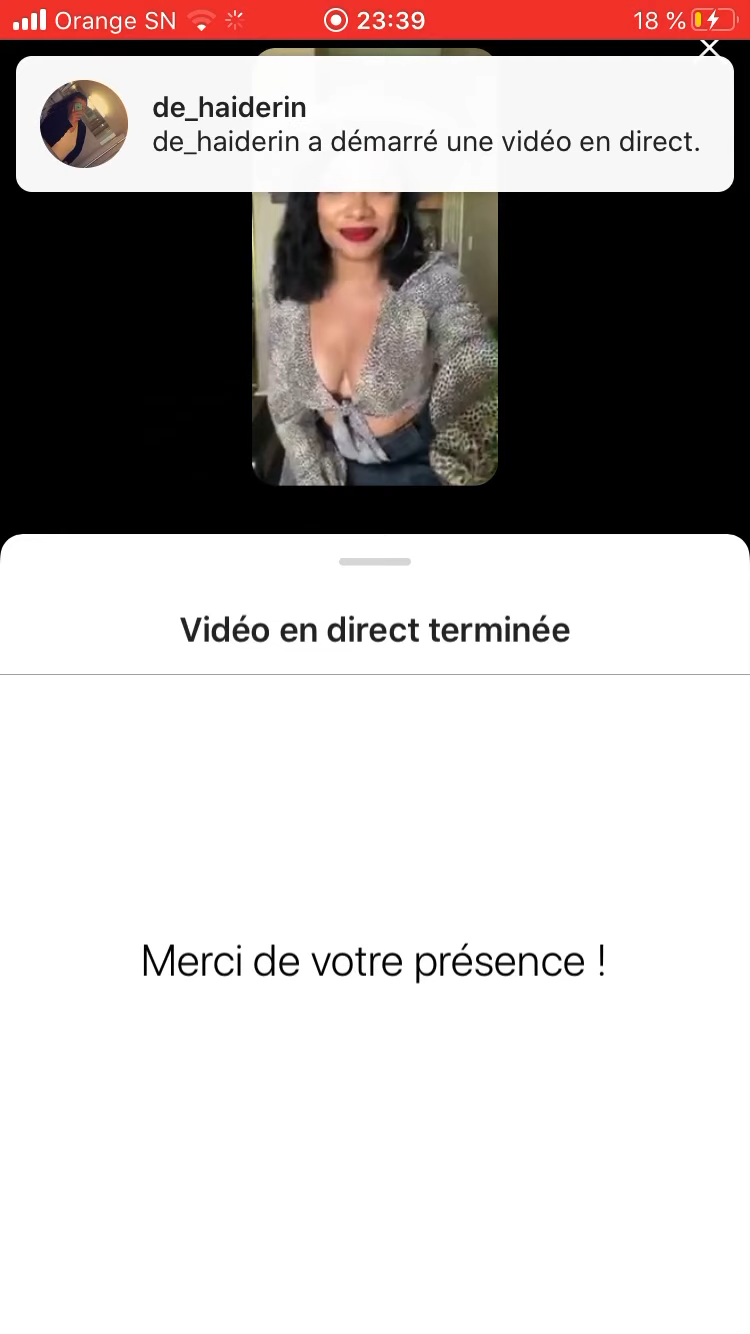 Orange SN 23:39 18 %
de_haiderin
de_haiderin a démarré une vidéo en direct.
Vidéo en direct terminée
Merci de votre présence !